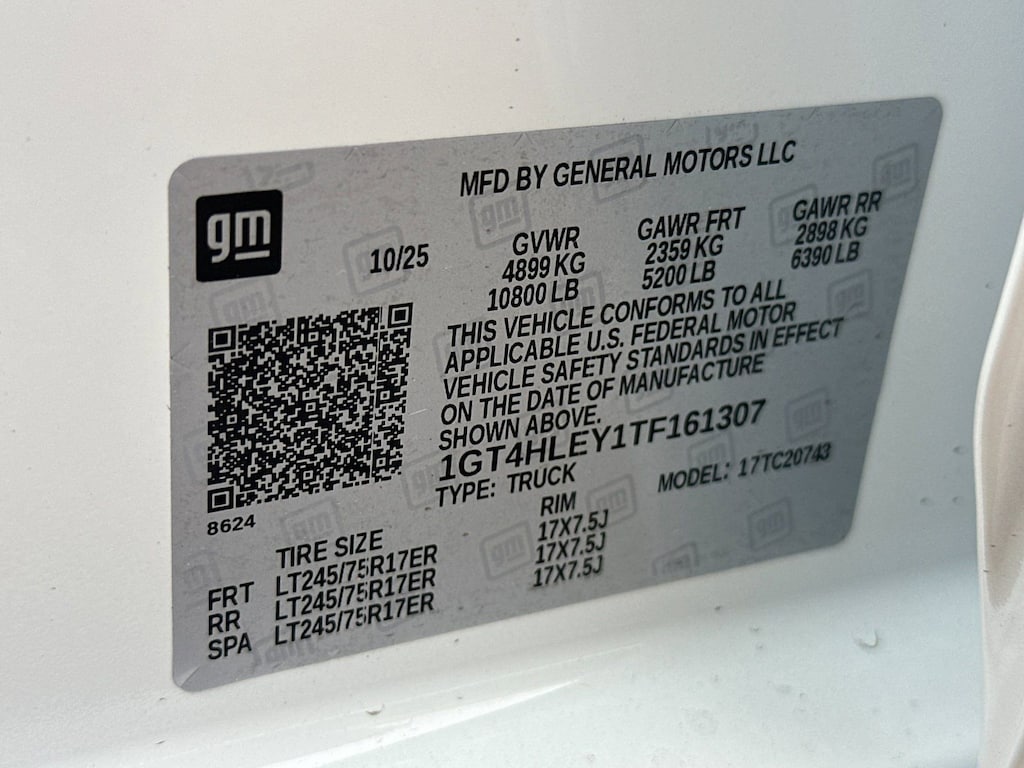 gm
MFD BY GENERAL MOTORS LLC
10/25
GVWR GAWR FRT GAWR RR
4899 KG 2359 KG 2898 KG
10800 LB 5200 LB 6390 LB
THIS VEHICLE CONFORMS TO ALL
APPLICABLE U.S. FEDERAL MOTOR
VEHICLE SAFETY STANDARDS IN EFFECT
ON THE DATE OF MANUFACTURE
SHOWN ABOVE.
1GT4HLEY1TF161307
TYPE: TRUCK MODEL: 17TC20743
8624
TIRE SIZE RIM
FRT LT245/75R17ER 17X7.5J
RR LT245/75R17ER 17X7.5J
SPA LT245/75R17ER 17X7.5J